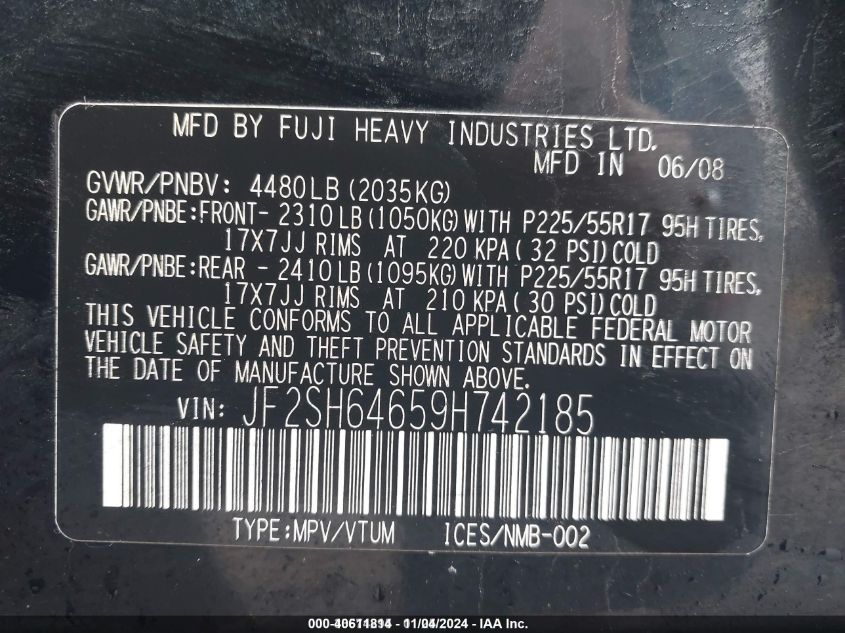 MFD BY FUJI HEAVY INDUSTRIES LTD.
MFD IN 06/08
GVWR/PNBV: 4480LB (2035KG)
GAWR/PNBE:FRONT- 2310LB(1050KG)WITH P225/55R17 95H TIRES,
17X7JJ RIMS AT 220 KPA( 32 PSI)COLD
GAWR/PNBE:REAR - 2410LB(1095KG)WITH P225/55R17 95H TIRES,
17X7JJ RIMS AT 210 KPA( 30 PSI)COLD
THIS VEHICLE CONFORMS TO ALL APPLICABLE FEDERAL MOTOR
VEHICLE SAFETY AND THEFT PREVENTION STANDARDS IN EFFECT ON
THE DATE OF MANUFACTURE SHOWN ABOVE.
VIN: JF2SH64659H742185
TYPE:MPV/VTUM ICES/NMB-002
- IAA Inc.